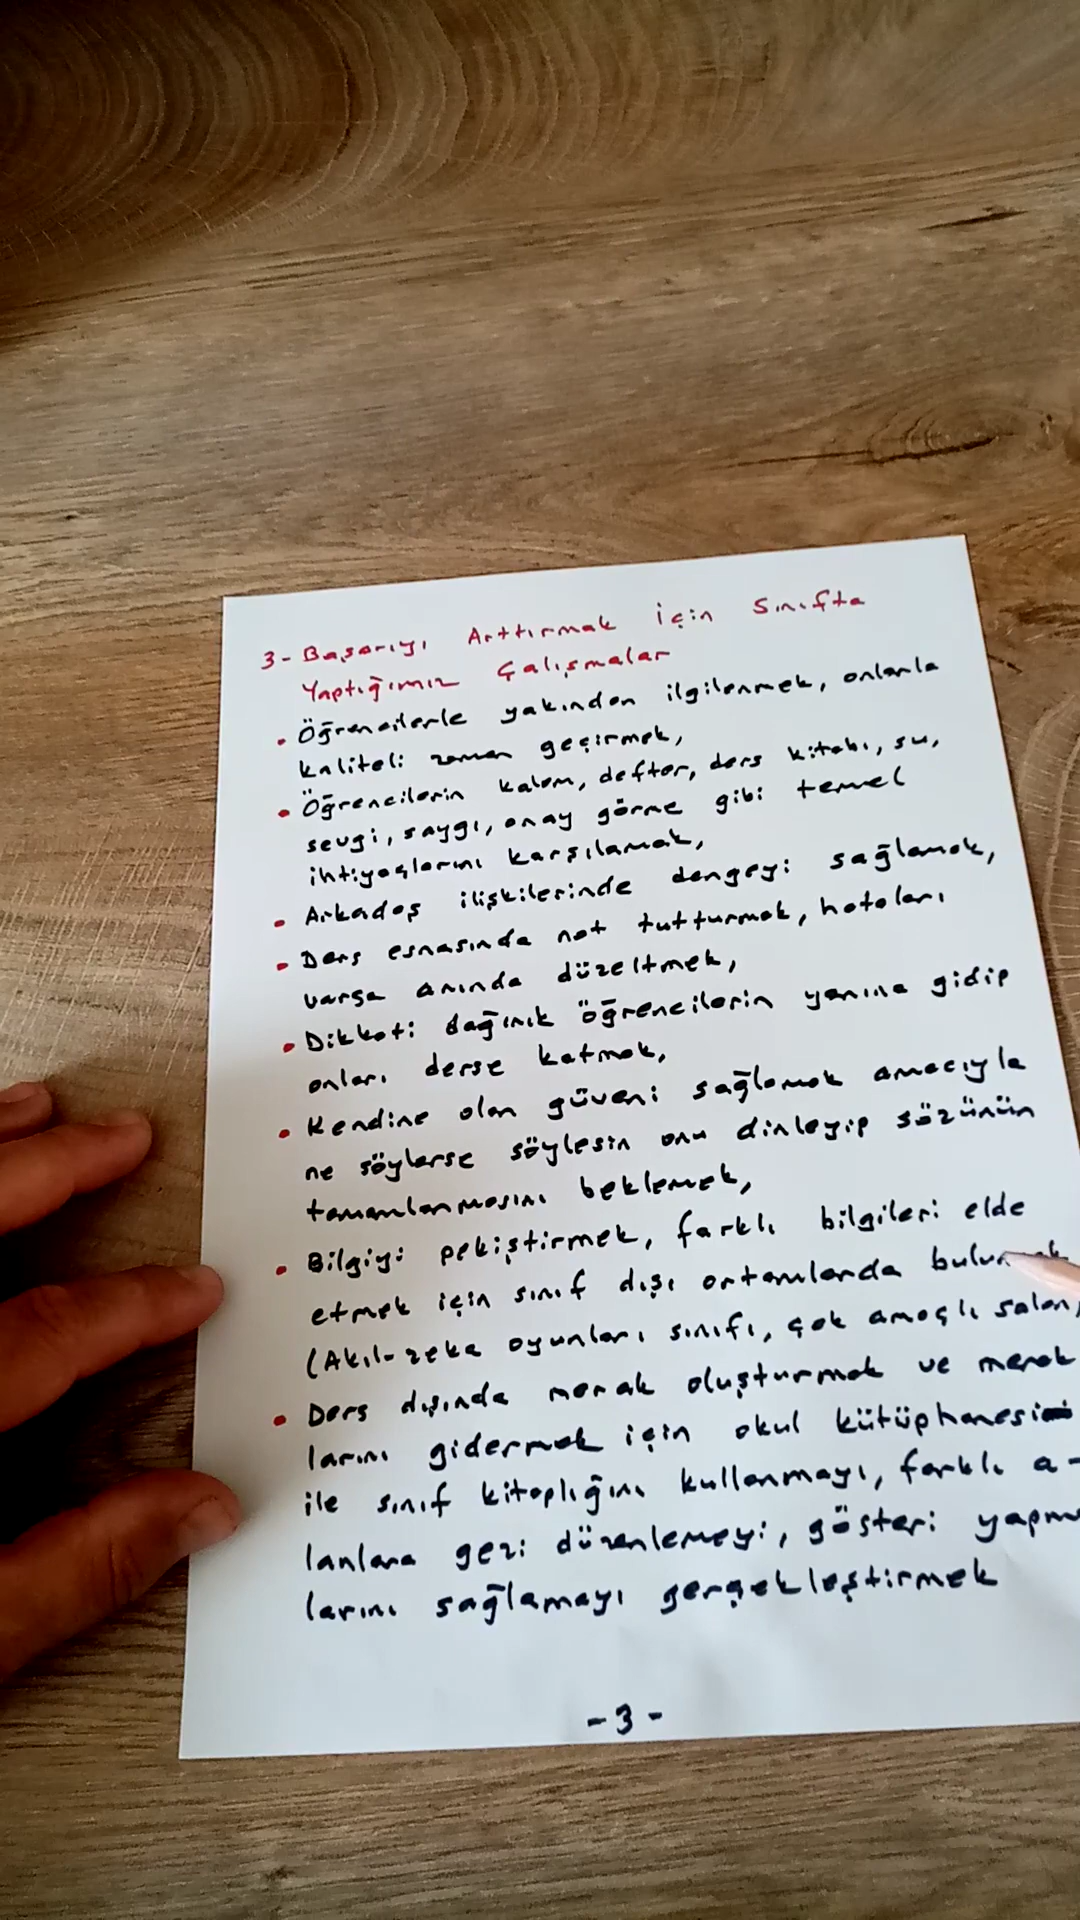 3- Başarıyı Arttırmak İçin Sınıfta
Yaptığımız Çalışmalar
• Öğrencilerle yakından ilgilenmek, onlarla
kaliteli zaman geçirmek,
• Öğrencilerin kalem, defter, ders kitabı, su,
sevgi, saygı, onay görme gibi temel
ihtiyaçlarını karşılamak,
• Arkadaş ilişkilerinde dengeyi sağlamak,
• Ders esnasında not tutturmak, hataları
varsa anında düzeltmek,
• Dikkati dağınık öğrencilerin yanına gidip
onları derse katmak,
• Kendine olan güveni sağlamak amacıyla
ne söylerse söylesin onu dinleyip sözünün
tamamlanmasını beklemek,
• Bilgiyi pekiştirmek, farklı bilgileri elde
etmek için sınıf dışı ortamlarda bulunmak
(Akıl-zeka oyunları sınıfı, çok amaçlı salon,
• Ders dışında merak oluşturmak ve merak
larını gidermek için okul kütüphanesi
ile sınıf kitaplığını kullanmayı, farklı a-
lanlara gezi düzenlemeyi, gösteri yapma
larını sağlamayı gerçekleştirmek
-3-